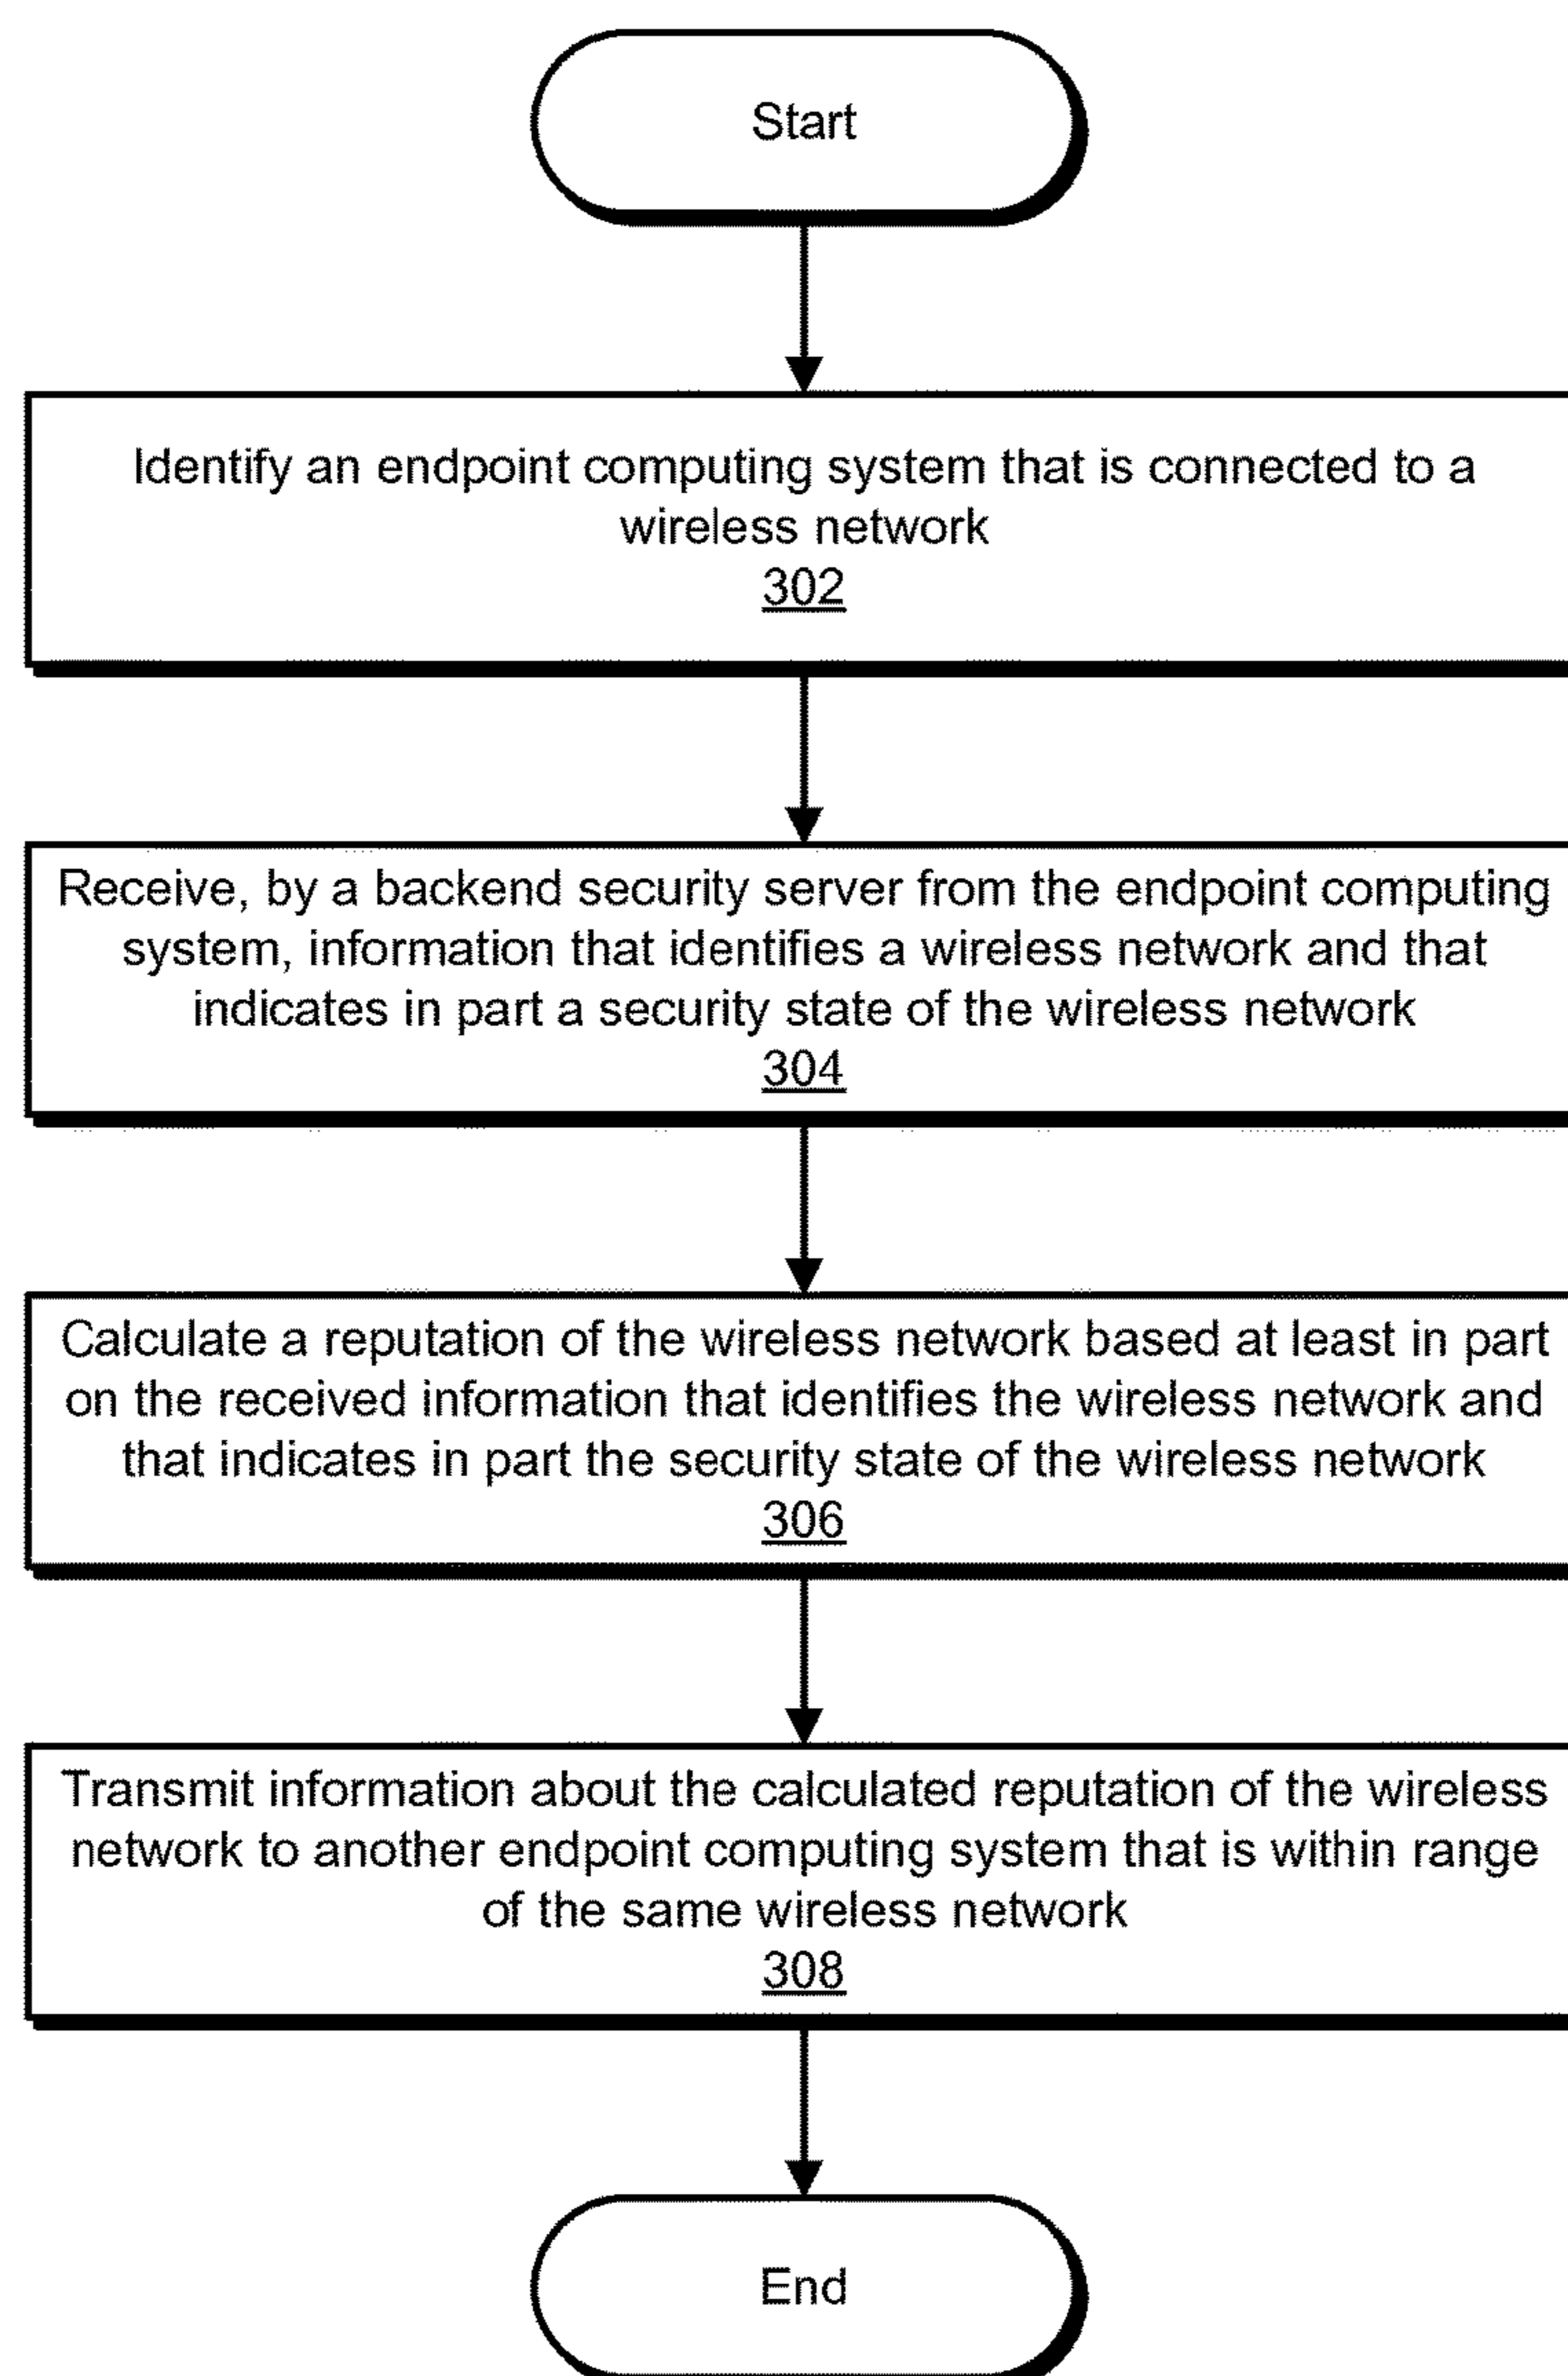 Start
Identify an endpoint computing system that is connected to a
wireless network
302
Receive, by a backend security server from the endpoint computing
system, information that identifies a wireless network and that
indicates in part a security state of the wireless network
304
Calculate a reputation of the wireless network based at least in part
on the received information that identifies the wireless network and
that indicates in part the security state of the wireless network
306
Transmit information about the calculated reputation of the wireless
network to another endpoint computing system that is within range
of the same wireless network
308
End